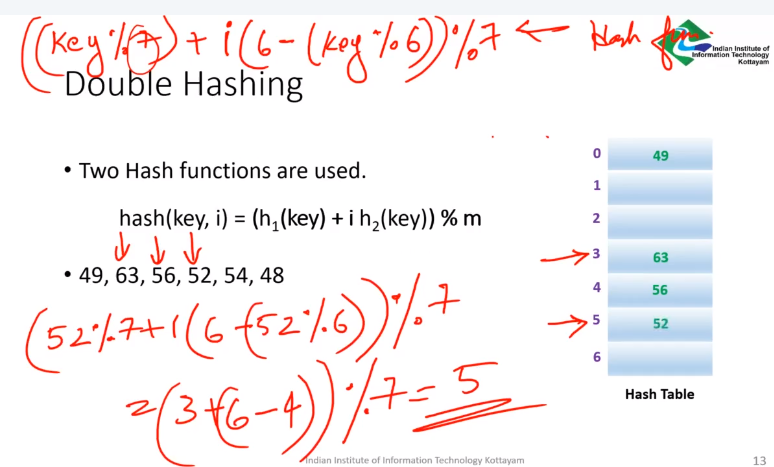 ((Key % 7) + i(6 - (key % 6))) % 7 ← Hash fun.
Indian Institute of
Information Technology
Kottayam
Double Hashing
• Two Hash functions are used.
hash(key, i) = (h₁(key) + i h₂(key)) % m
• 49, 63, 56, 52, 54, 48
(52 % 7 + 1(6 - (52 % 6))) % 7
= (3 + (6 - 4)) % 7 = 5
0 49
1
2
3 63
4 56
5 52
6
Hash Table
Indian Institute of Information Technology Kottayam
13